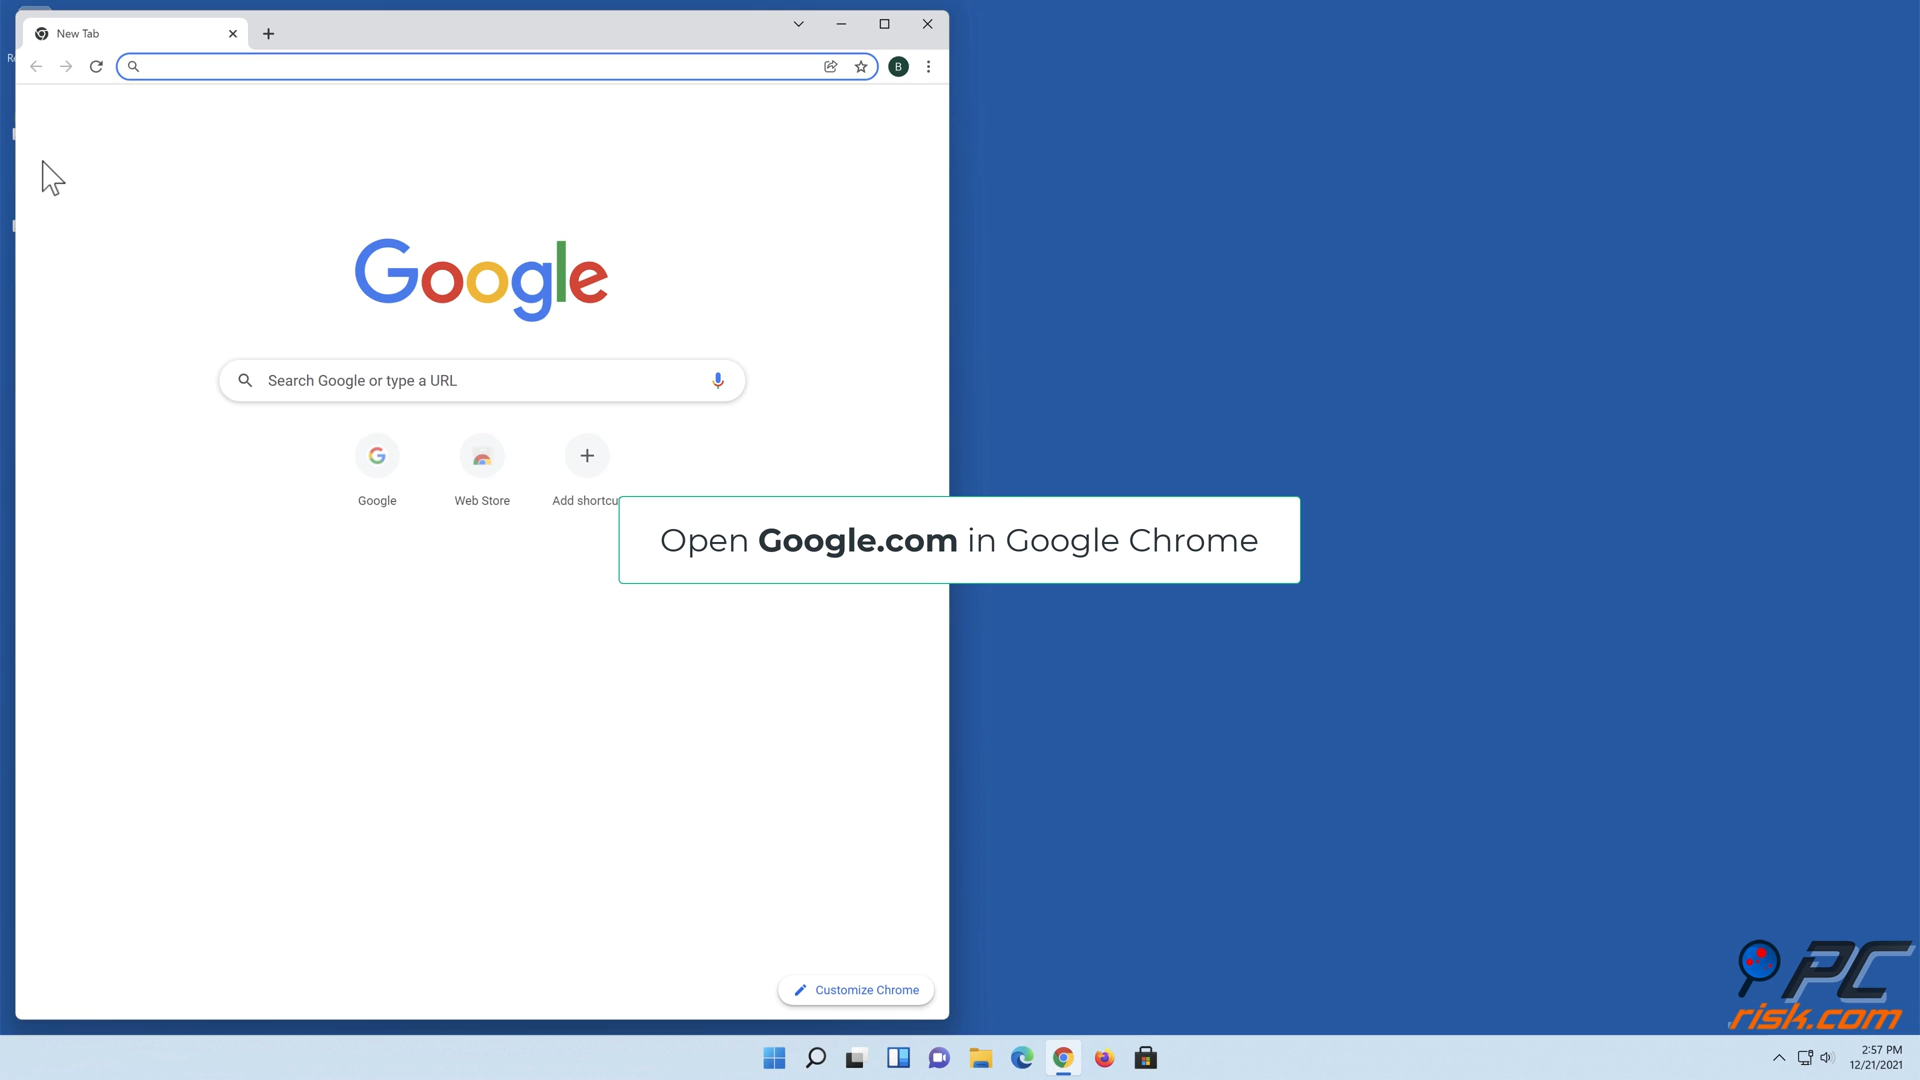 New Tab
B
Google
Search Google or type a URL
Google
Web Store
Add shortcu
Open Google.com in Google Chrome
Customize Chrome
PC
risk.com
2:57 PM
12/21/2021